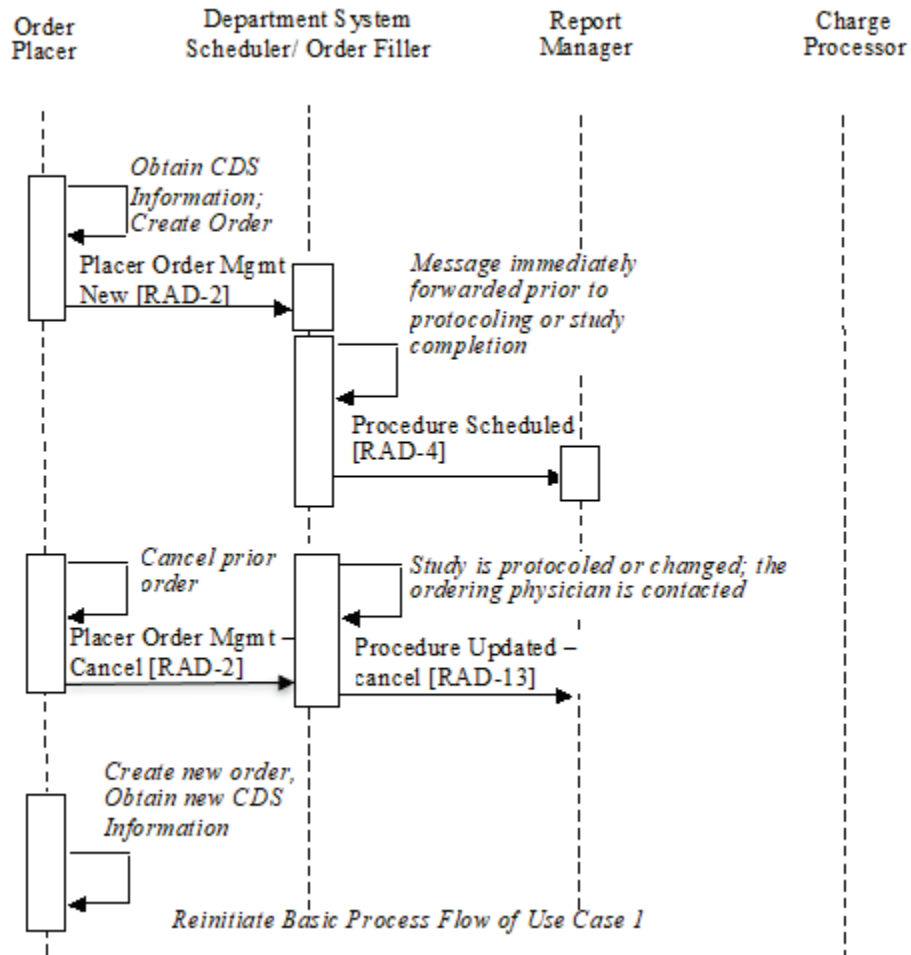 Order
Placer
Department System
Scheduler/ Order Filler
Report
Manager
Charge
Processor
Obtain CDS
Information;
Create Order
Placer Order Mgmt
New [RAD-2]
Message immediately
forwarded prior to
protocoling or study
completion
Procedure Scheduled
[RAD-4]
Cancel prior
order
Study is protocoled or changed; the
ordering physician is contacted
Placer Order Mgmt –
Cancel [RAD-2]
Procedure Updated –
cancel [RAD-13]
Create new order,
Obtain new CDS
Information
Reinitiate Basic Process Flow of Use Case 1